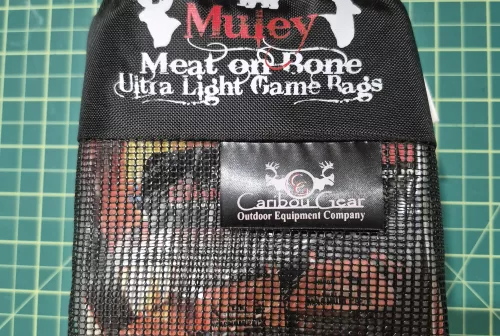 Muley
Meat on Bone
Ultra Light Game Bags
Caribou Gear
Outdoor Equipment Company